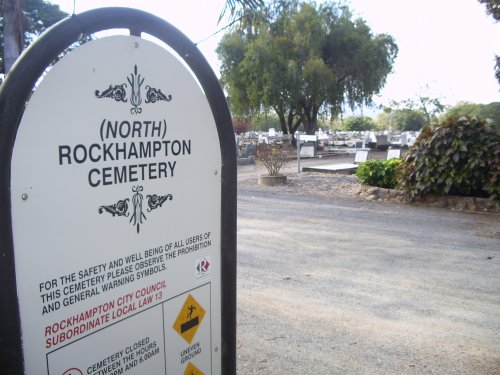 (NORTH)
ROCKHAMPTON
CEMETERY
FOR THE SAFETY AND WELL BEING OF ALL USERS OF
THIS CEMETERY PLEASE OBSERVE THE PROHIBITION
AND GENERAL WARNING SYMBOLS.
ROCKHAMPTON CITY COUNCIL
SUBORDINATE LOCAL LAW 13
CEMETERY CLOSED
BETWEEN THE HOURS
PM AND 6.00AM
UNEVEN
GROUND